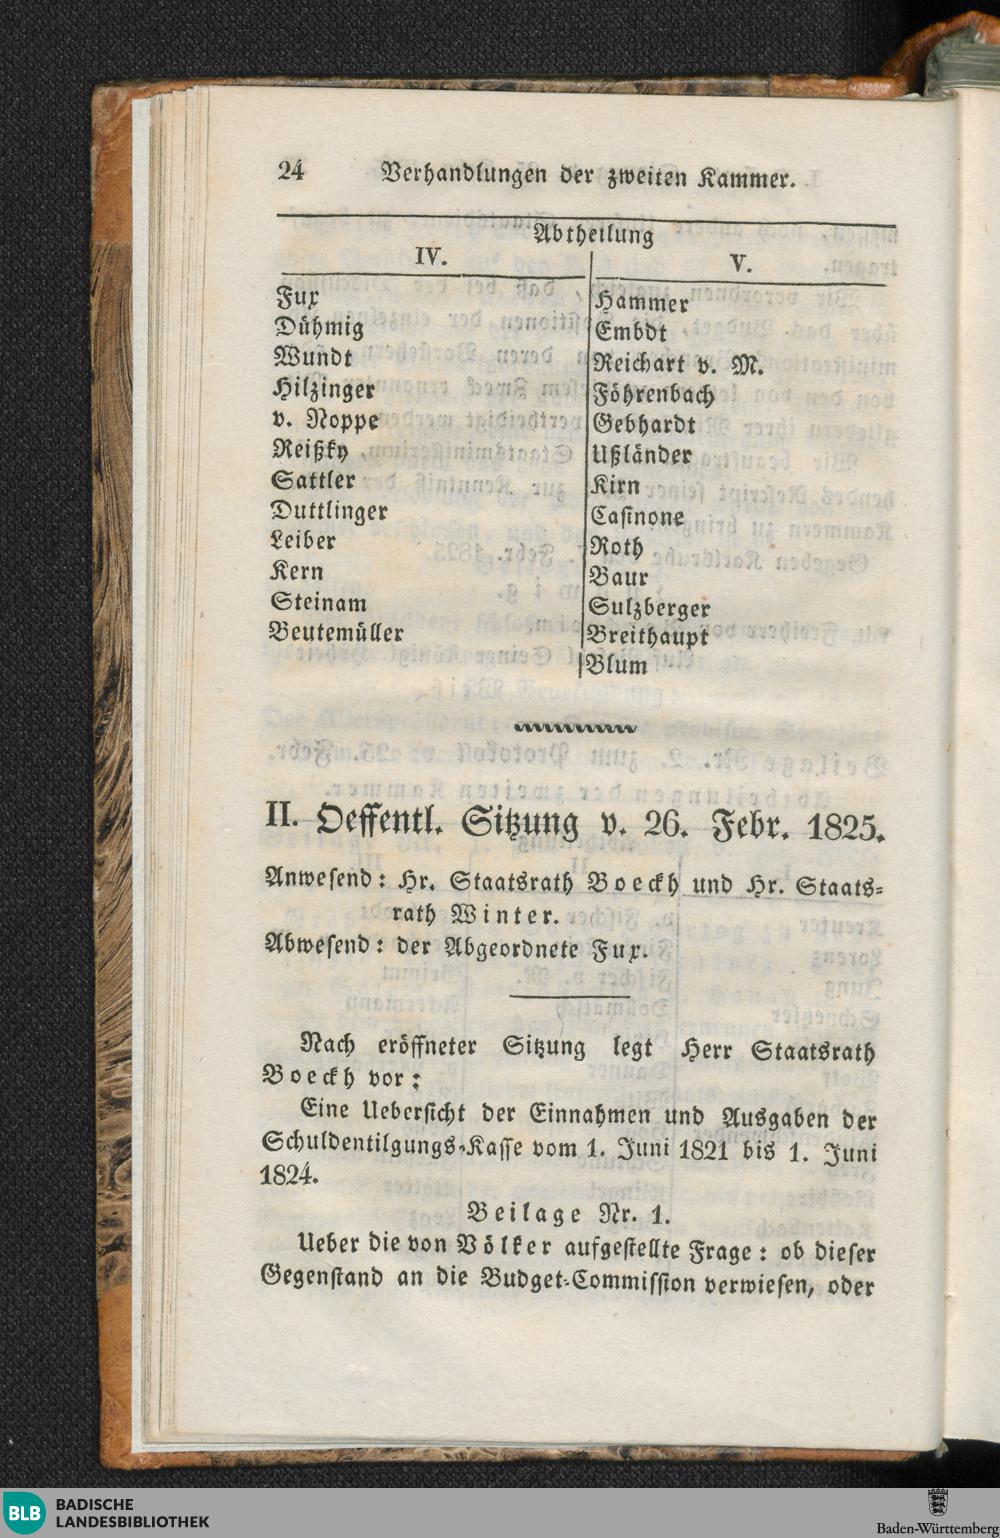 24 Verhandlungen der zweiten Kammer.
Abtheilung
IV.
Fux
Dühmig
Wundt
Hilzinger
v. Noppe
Reißky
Sattler
Duttlinger
Leiber
Kern
Steinam
Beutemüller
V.
Hammer
Embdt
Reichart v. M.
Föhrenbach
Gebhardt
Ußländer
Kirn
Casinone
Roth
Baur
Sulzberger
Breithaupt
Blum
II. Oeffentl. Sitzung v. 26. Febr. 1825.
Anwesend: Hr. Staatsrath Boeckh und Hr. Staats-
rath Winter.
Abwesend: der Abgeordnete Fux.
Nach eröffneter Sitzung legt Herr Staatsrath
Boeckh vor:
Eine Uebersicht der Einnahmen und Ausgaben der
Schuldentilgungs-Kasse vom 1. Juni 1821 bis 1. Juni
1824.
Beilage Nr. 1.
Ueber die von Völker aufgestellte Frage: ob dieser
Gegenstand an die Budget-Commission verwiesen, oder
BLB BADISCHE
LANDESBIBLIOTHEK
Baden-Württemberg